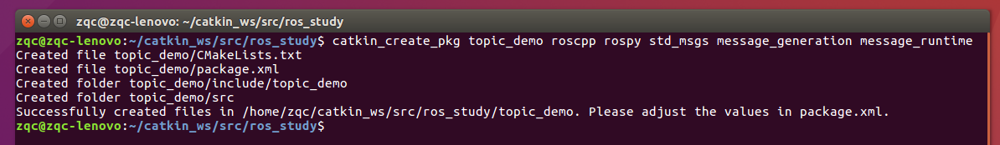 zqc@zqc-lenovo: ~/catkin_ws/src/ros_study
zqc@zqc-lenovo:~/catkin_ws/src/ros_study$ catkin_create_pkg topic_demo roscpp rospy std_msgs message_generation message_runtime
Created file topic_demo/CMakeLists.txt
Created file topic_demo/package.xml
Created folder topic_demo/include/topic_demo
Created folder topic_demo/src
Successfully created files in /home/zqc/catkin_ws/src/ros_study/topic_demo. Please adjust the values in package.xml.
zqc@zqc-lenovo:~/catkin_ws/src/ros_study$